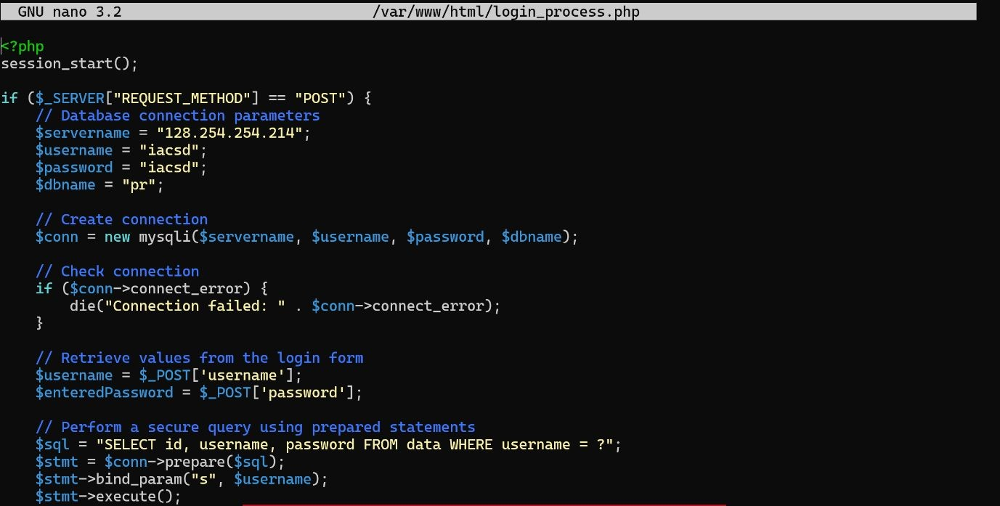 GNU nano 3.2 /var/www/html/login_process.php
<?php
session_start();
if ($_SERVER["REQUEST_METHOD"] == "POST") {
// Database connection parameters
$servername = "128.254.254.214";
$username = "iacsd";
$password = "iacsd";
$dbname = "pr";
// Create connection
$conn = new mysqli($servername, $username, $password, $dbname);
// Check connection
if ($conn->connect_error) {
die("Connection failed: " . $conn->connect_error);
}
// Retrieve values from the login form
$username = $_POST['username'];
$enteredPassword = $_POST['password'];
// Perform a secure query using prepared statements
$sql = "SELECT id, username, password FROM data WHERE username = ?";
$stmt = $conn->prepare($sql);
$stmt->bind_param("s", $username);
$stmt->execute();